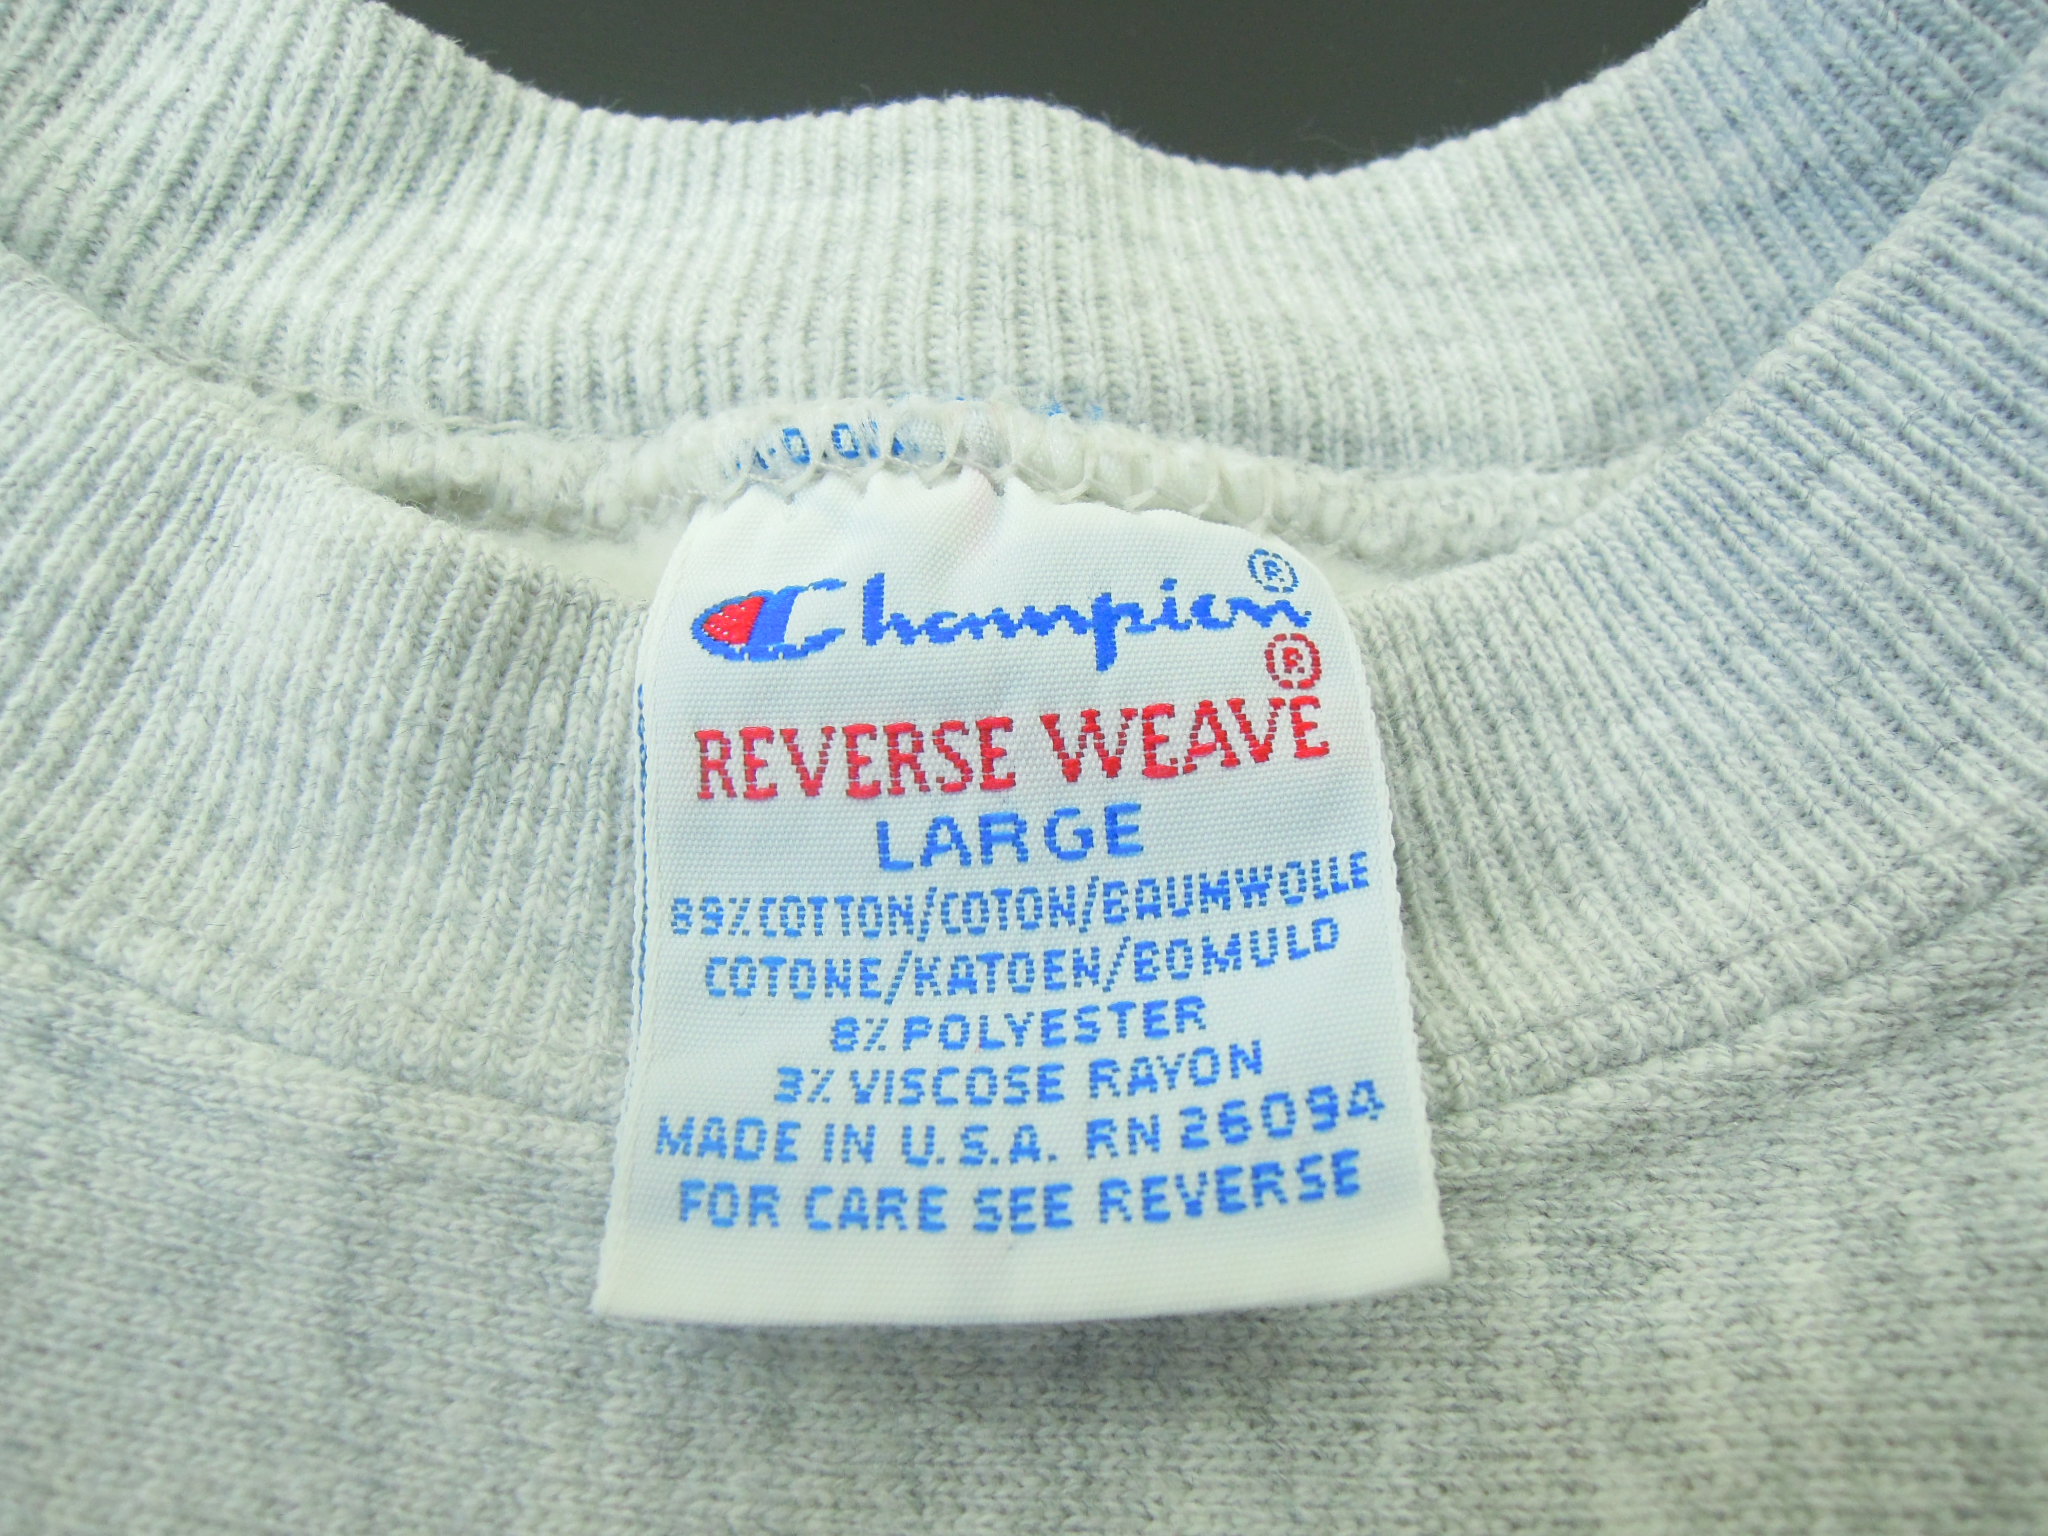 Champion®
REVERSE WEAVE®
LARGE
89%COTTON/COTON/BAUMWOLLE
COTONE/KATOEN/BOMULD
8% POLYESTER
3% VISCOSE RAYON
MADE IN U.S.A. RN 26094
FOR CARE SEE REVERSE